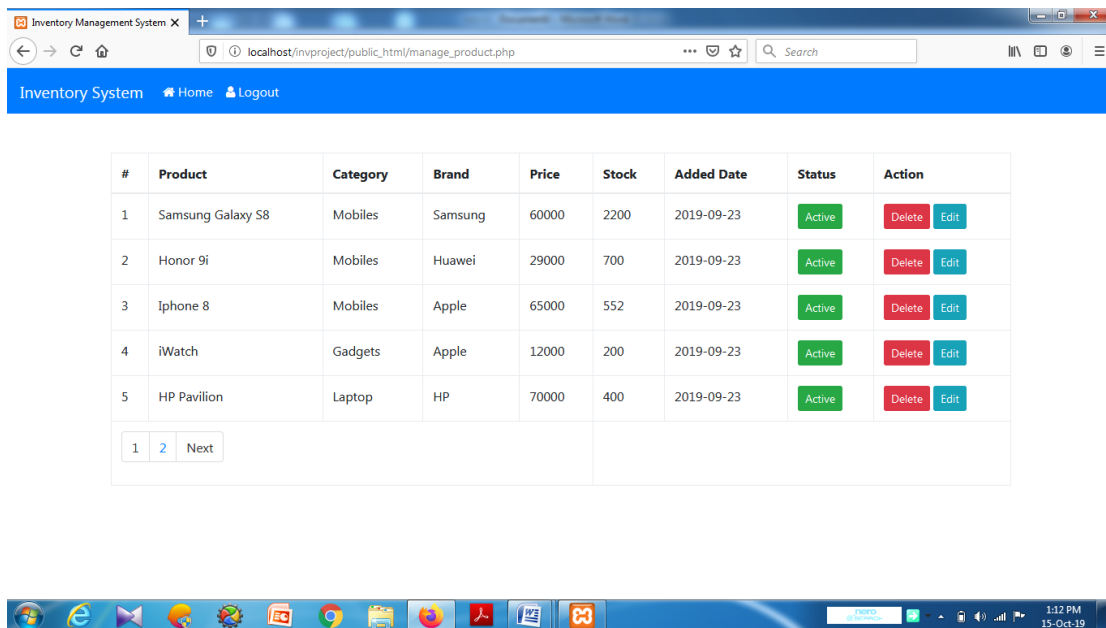 Inventory Management System
localhost/invproject/public_html/manage_product.php
Search
Inventory System Home Logout
# Product Category Brand Price Stock Added Date Status Action
1 Samsung Galaxy S8 Mobiles Samsung 60000 2200 2019-09-23 Active Delete Edit
2 Honor 9i Mobiles Huawei 29000 700 2019-09-23 Active Delete Edit
3 Iphone 8 Mobiles Apple 65000 552 2019-09-23 Active Delete Edit
4 iWatch Gadgets Apple 12000 200 2019-09-23 Active Delete Edit
5 HP Pavilion Laptop HP 70000 400 2019-09-23 Active Delete Edit
1 2 Next
nero
1:12 PM
15-Oct-19